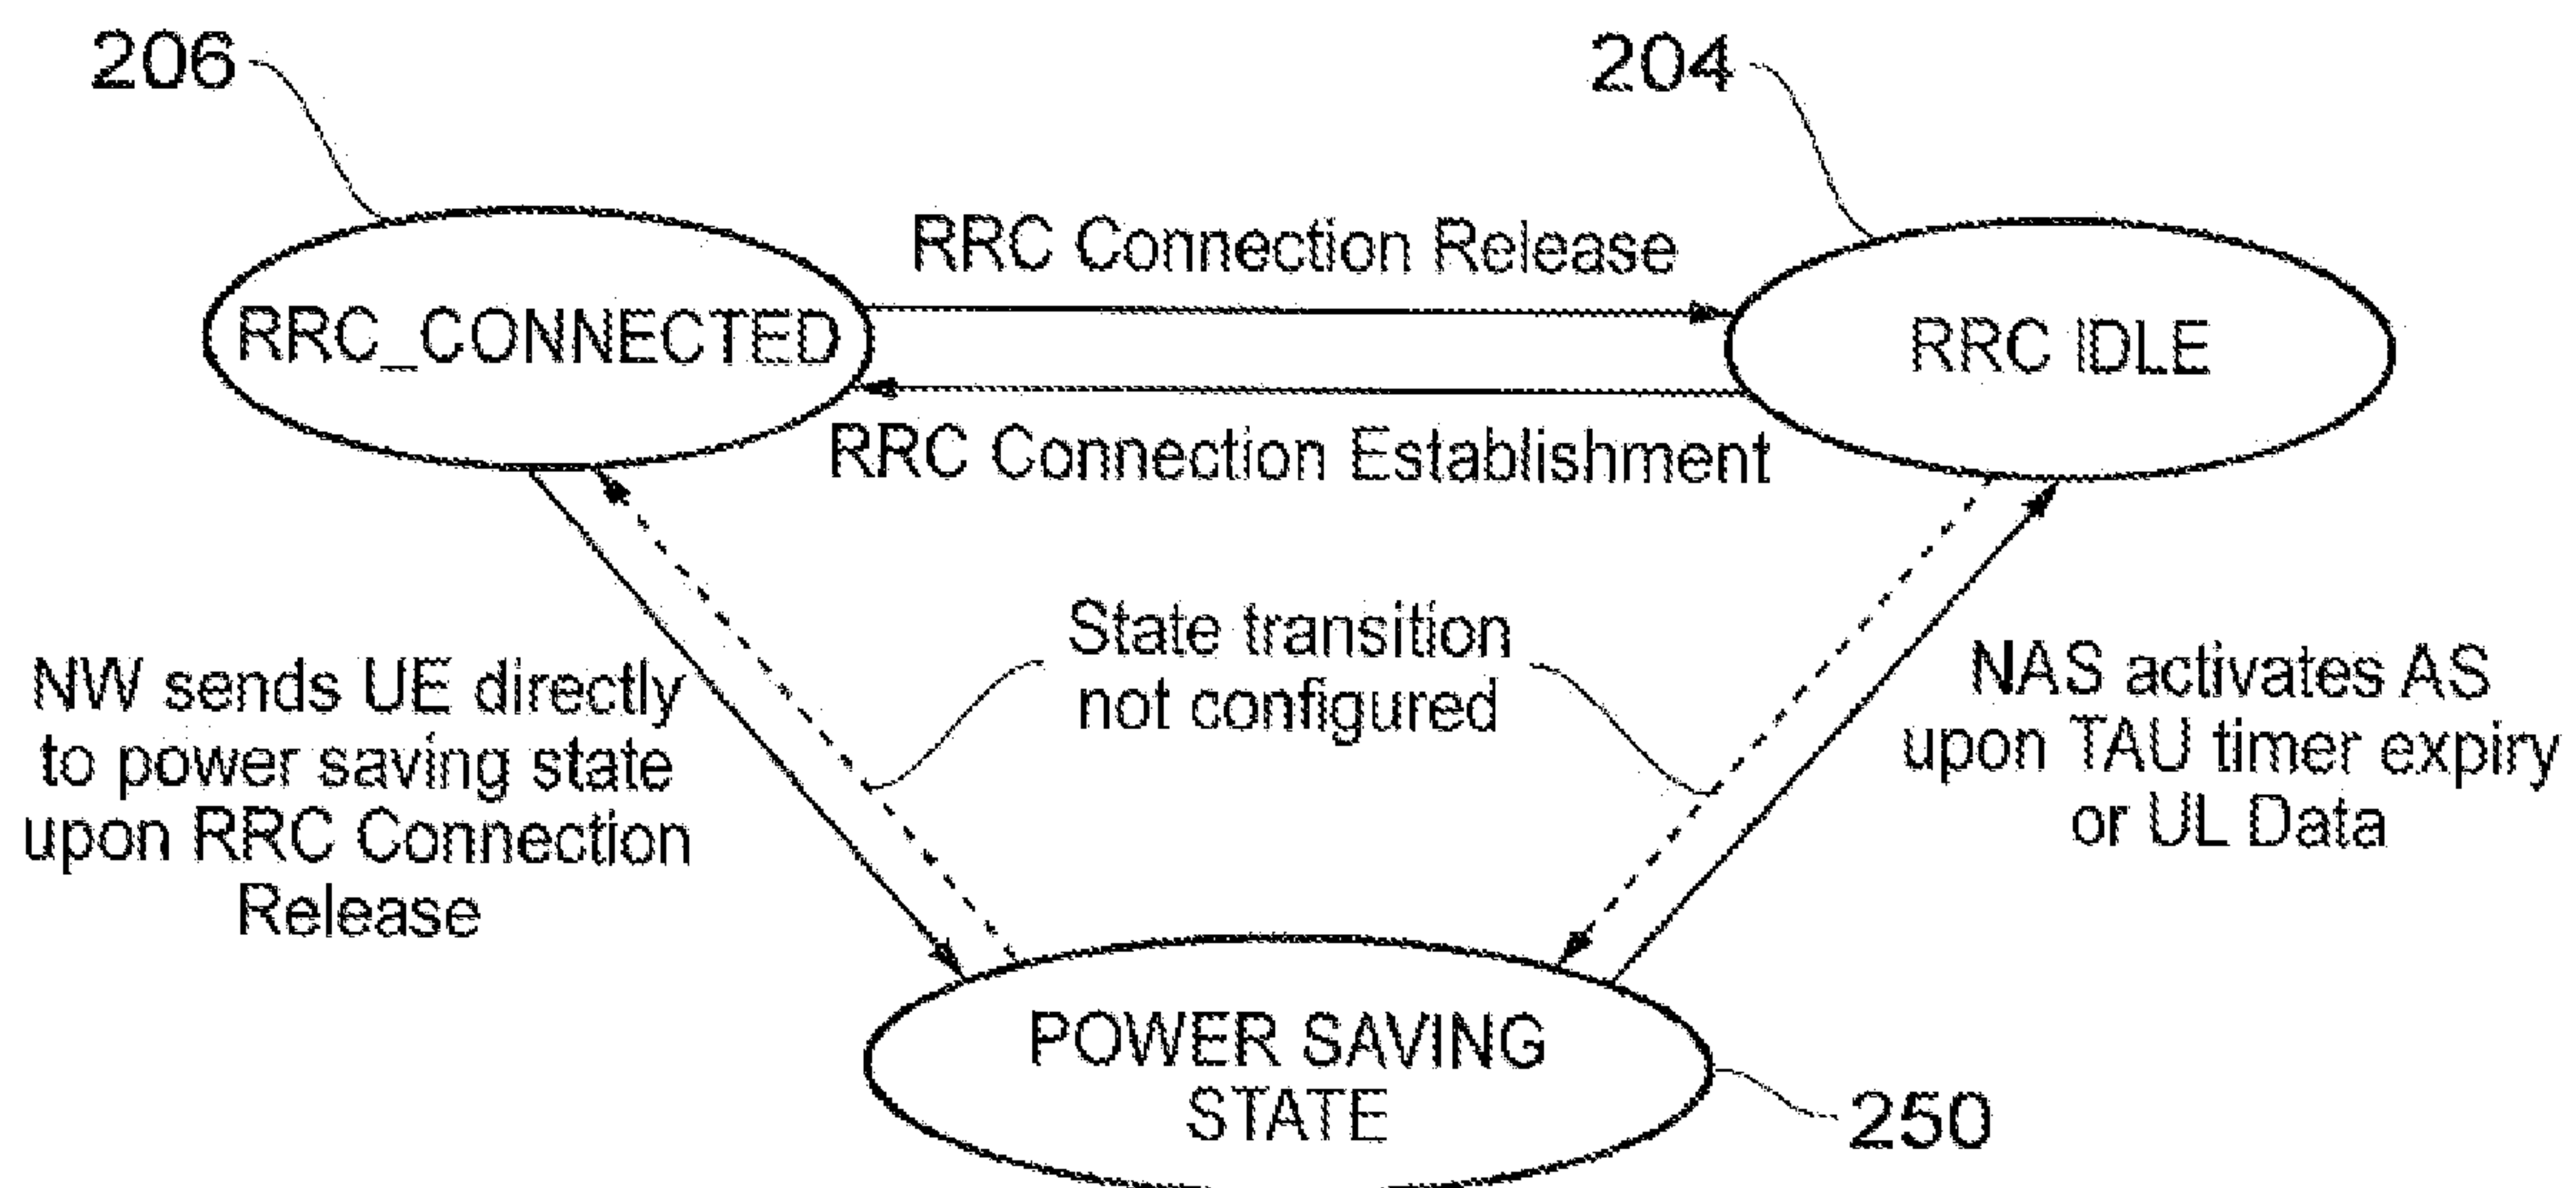 206
204
RRC Connection Release
RRC_CONNECTED
RRC IDLE
RRC Connection Establishment
State transition
not configured
NW sends UE directly
to power saving state
upon RRC Connection
Release
NAS activates AS
upon TAU timer expiry
or UL Data
POWER SAVING
STATE
250